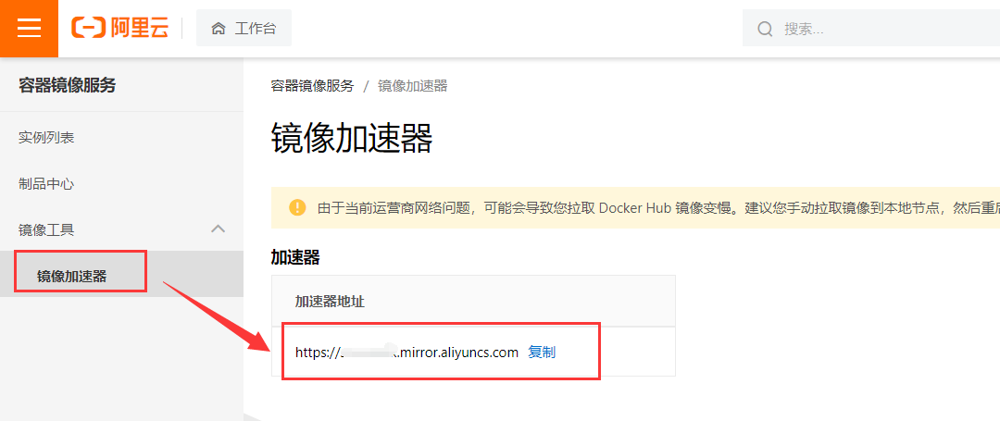 阿里云
工作台
搜索...
容器镜像服务
实例列表
制品中心
镜像工具
镜像加速器
容器镜像服务 / 镜像加速器
镜像加速器
由于当前运营商网络问题，可能会导致您拉取 Docker Hub 镜像变慢。建议您手动拉取镜像到本地节点，然后重启
加速器
加速器地址
https:// .mirror.aliyuncs.com 复制